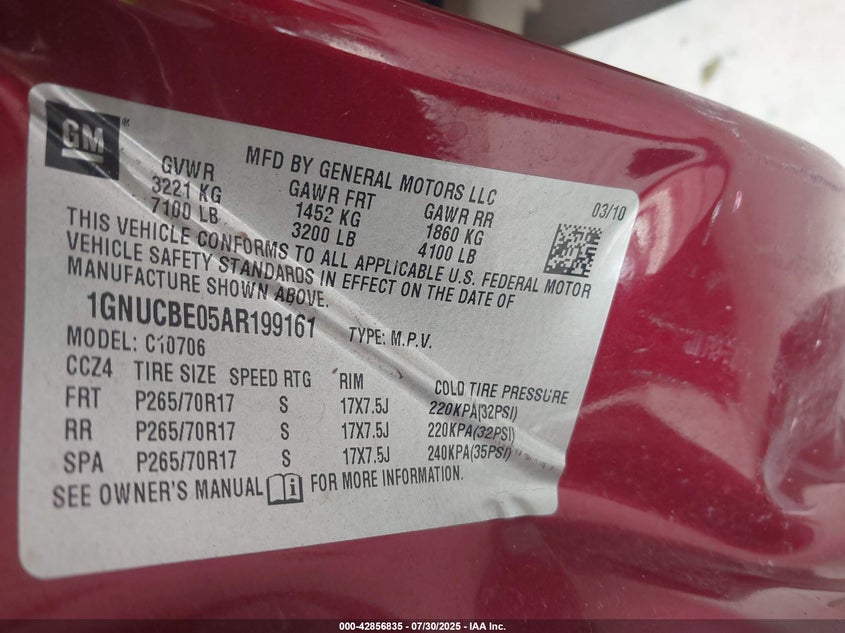 GM ®
MFD BY GENERAL MOTORS LLC
GVWR GAWR FRT GAWR RR 03/10
3221 KG 1452 KG 1860 KG
7100 LB 3200 LB 4100 LB
THIS VEHICLE CONFORMS TO ALL APPLICABLE U.S. FEDERAL MOTOR
VEHICLE SAFETY STANDARDS IN EFFECT ON THE DATE OF
MANUFACTURE SHOWN ABOVE.
1GNUCBE05AR199161 TYPE: M.P.V.
MODEL: C10706
CCZ4 TIRE SIZE SPEED RTG RIM COLD TIRE PRESSURE
FRT P265/70R17 S 17X7.5J 220KPA(32PSI)
RR P265/70R17 S 17X7.5J 220KPA(32PSI)
SPA P265/70R17 S 17X7.5J 240KPA(35PSI)
SEE OWNER'S MANUAL i FOR MORE INFORMATION.
000-42856835 - 07/30/2025 - IAA Inc.